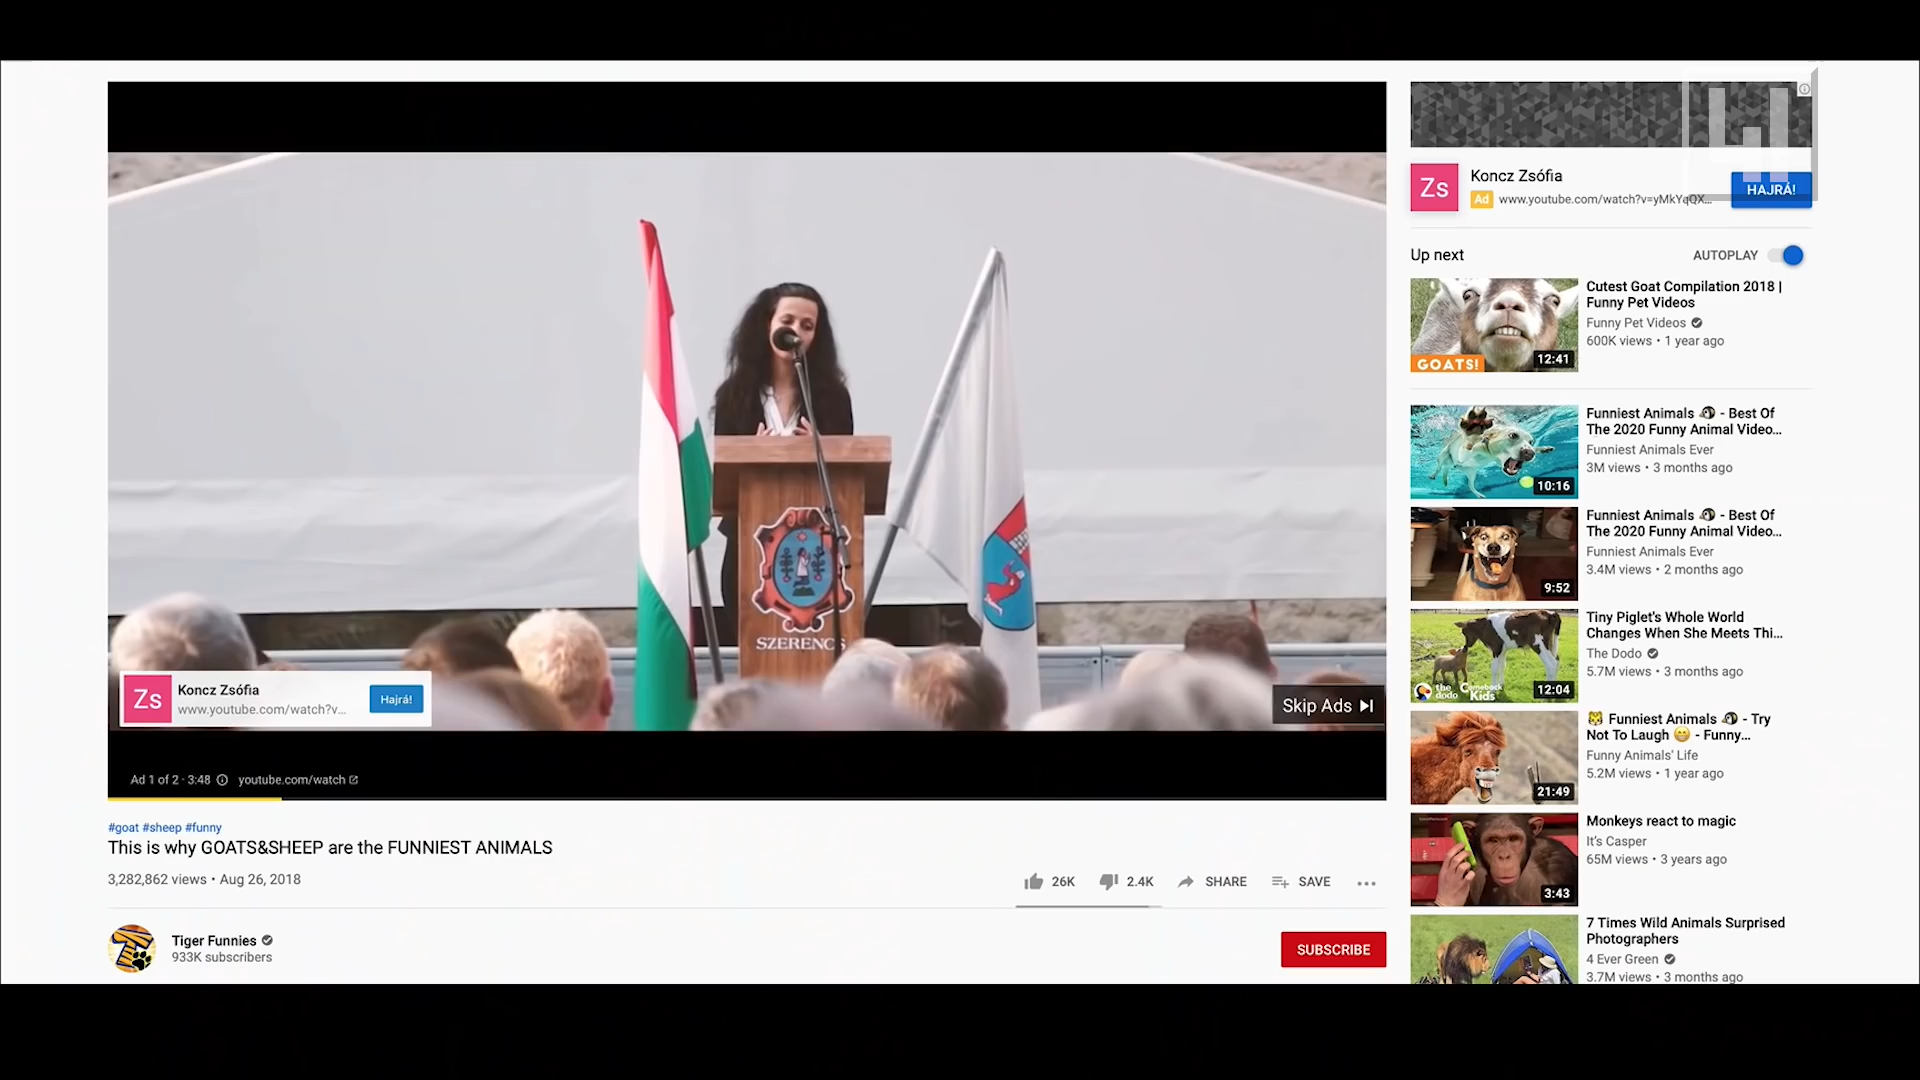 SZERENCS
Zs
Koncz Zsófia
www.youtube.com/watch?v...
Hajrá!
Skip Ads
Ad 1 of 2 · 3:48
youtube.com/watch
#goat #sheep #funny
This is why GOATS&SHEEP are the FUNNIEST ANIMALS
3,282,862 views • Aug 26, 2018
26K
2.4K
SHARE
SAVE
Tiger Funnies
933K subscribers
SUBSCRIBE
Zs
Koncz Zsófia
Ad www.youtube.com/watch?v=yMkYqQX...
HAJRÁ!
Up next
AUTOPLAY
GOATS!
12:41
Cutest Goat Compilation 2018 |
Funny Pet Videos
Funny Pet Videos
600K views • 1 year ago
10:16
Funniest Animals 🐧 - Best Of
The 2020 Funny Animal Video...
Funniest Animals Ever
3M views • 3 months ago
9:52
Funniest Animals 🐧 - Best Of
The 2020 Funny Animal Video...
Funniest Animals Ever
3.4M views • 2 months ago
the dodo
Comeback Kids
12:04
Tiny Piglet's Whole World
Changes When She Meets Thi...
The Dodo
5.7M views • 3 months ago
21:49
🐯 Funniest Animals 🐧 - Try
Not To Laugh 😁 - Funny...
Funny Animals' Life
5.2M views • 1 year ago
3:43
Monkeys react to magic
It's Casper
65M views • 3 years ago
7 Times Wild Animals Surprised
Photographers
4 Ever Green
3.7M views • 3 months ago